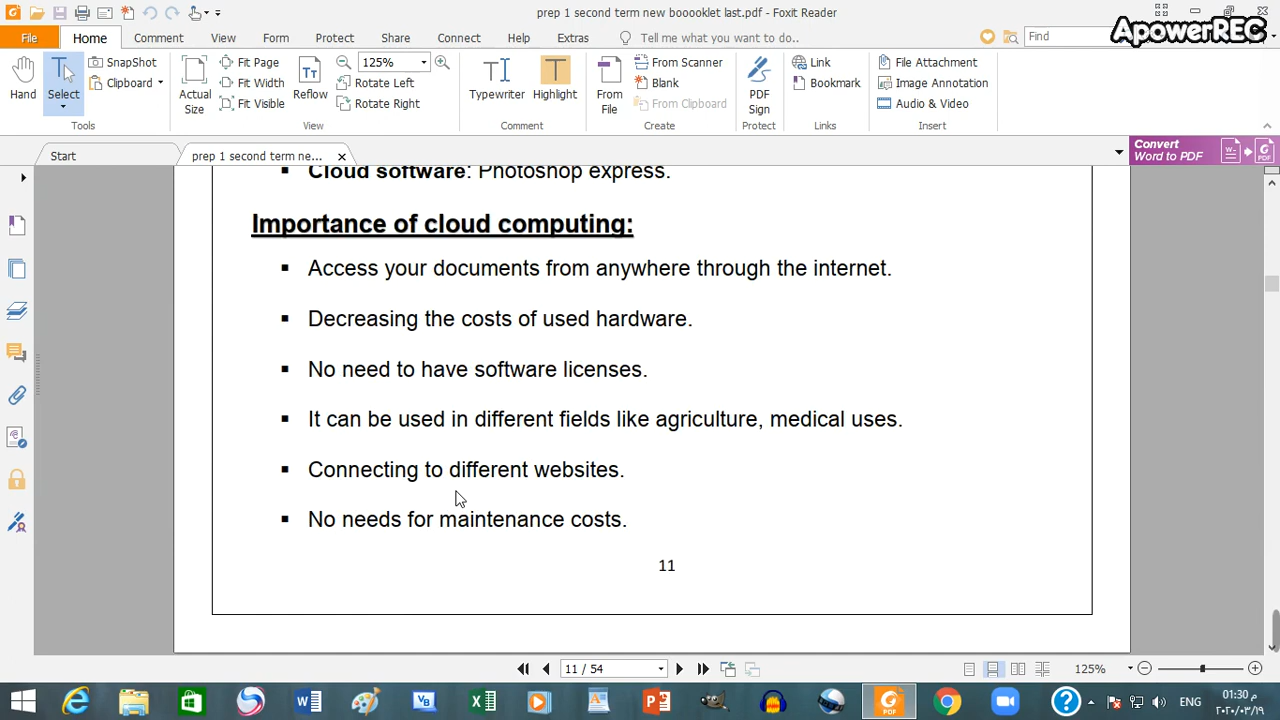 prep 1 second term new booooklet last.pdf - Foxit Reader
ApowerREC
File
Home
Comment
View
Form
Protect
Share
Connect
Help
Extras
Tell me what you want to do..
Find
Hand
Select
SnapShot
Clipboard
Tools
Actual
Size
Fit Page
Fit Width
Fit Visible
Reflow
125%
Rotate Left
Rotate Right
View
Typewriter
Highlight
Comment
From
File
From Scanner
Blank
From Clipboard
Create
PDF
Sign
Protect
Link
Bookmark
Links
File Attachment
Image Annotation
Audio & Video
Insert
Start
prep 1 second term ne...
Convert
Word to PDF
▪ Cloud software: Photoshop express.
Importance of cloud computing:
▪ Access your documents from anywhere through the internet.
▪ Decreasing the costs of used hardware.
▪ No need to have software licenses.
▪ It can be used in different fields like agriculture, medical uses.
▪ Connecting to different websites.
▪ No needs for maintenance costs.
11
11 / 54
125%
ENG
01:30 م
٢٠٢٠/٠٣/١٩